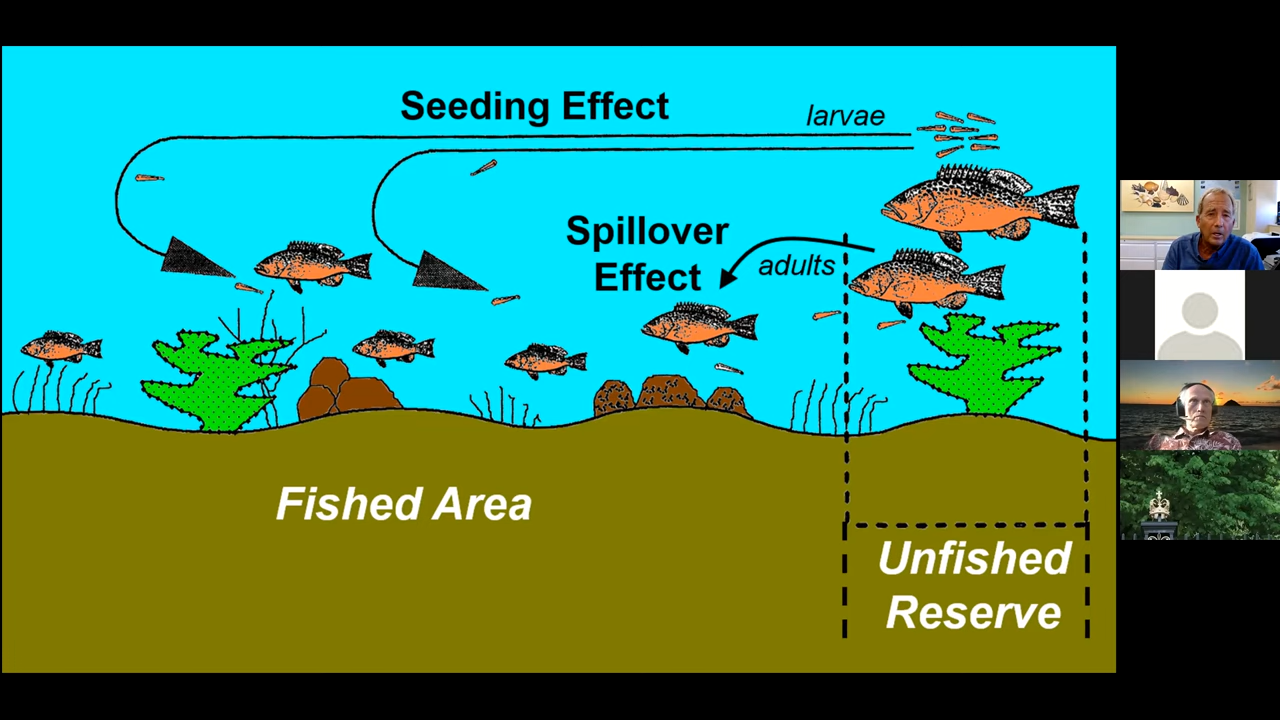 Seeding Effect
larvae
Spillover
Effect
adults
Fished Area
Unfished
Reserve